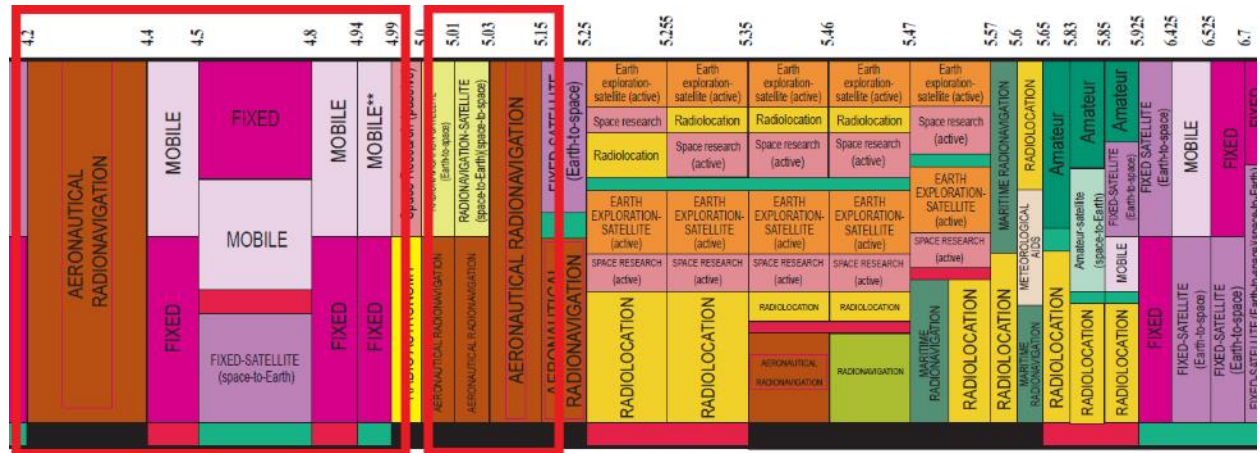 4.2
4.4
4.5
4.8
4.94
4.99
5.0
5.01
5.03
5.15
5.25
5.255
5.35
5.46
5.47
5.57
5.6
5.65
5.83
5.85
5.925
6.425
6.525
6.7
AERONAUTICAL
RADIONAVIGATION
MOBILE
FIXED
FIXED
MOBILE
FIXED-SATELLITE
(space-to-Earth)
MOBILE
FIXED
MOBILE**
FIXED
(Earth-to-space)
AERONAUTICAL RADIONAVIGATION
RADIONAVIGATION-SATELLITE
(space-to-Earth)(space-to-space)
AERONAUTICAL RADIONAVIGATION
AERONAUTICAL RADIONAVIGATION
FIXED-SATELLITE
(Earth-to-space)
AERONAUTICAL
RADIONAVIGATION
Earth
exploration-
satellite (active)
Space research
Radiolocation
EARTH
EXPLORATION-
SATELLITE
(active)
SPACE RESEARCH
(active)
RADIOLOCATION
Earth
exploration-
satellite (active)
Radiolocation
Space research
(active)
EARTH
EXPLORATION-
SATELLITE
(active)
SPACE RESEARCH
(active)
RADIOLOCATION
Earth
exploration-
satellite (active)
Radiolocation
Space research
(active)
EARTH
EXPLORATION-
SATELLITE
(active)
SPACE RESEARCH
(active)
RADIOLOCATION
AERONAUTICAL
RADIONAVIGATION
Earth
exploration-
satellite (active)
Radiolocation
Space research
(active)
EARTH
EXPLORATION-
SATELLITE
(active)
SPACE RESEARCH
(active)
RADIOLOCATION
RADIONAVIGATION
Earth
exploration-
satellite (active)
Space research
(active)
EARTH
EXPLORATION-
SATELLITE
(active)
SPACE RESEARCH
(active)
MARITIME
RADIONAVIGATION
RADIOLOCATION
MARITIME RADIONAVIGATION
RADIOLOCATION
RADIOLOCATION
METEOROLOGICAL
AIDS
MARITIME
RADIONAVIGATION
Amateur
RADIOLOCATION
Amateur
Amateur-satellite
(space-to-Earth)
RADIOLOCATION
Amateur
FIXED-SATELLITE
(Earth-to-space)
MOBILE
RADIOLOCATION
FIXED SATELLITE
(Earth-to-space)
FIXED
MOBILE
FIXED-SATELLITE
(Earth-to-space)
FIXED
FIXED-SATELLITE
(Earth-to-space)
FIXED